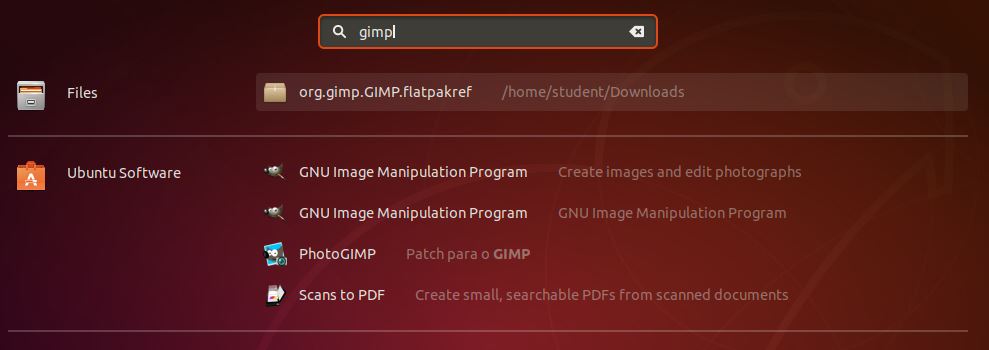 gimp
Files
org.gimp.GIMP.flatpakref /home/student/Downloads
Ubuntu Software
GNU Image Manipulation Program Create images and edit photographs
GNU Image Manipulation Program GNU Image Manipulation Program
PhotoGIMP Patch para o GIMP
Scans to PDF Create small, searchable PDFs from scanned documents